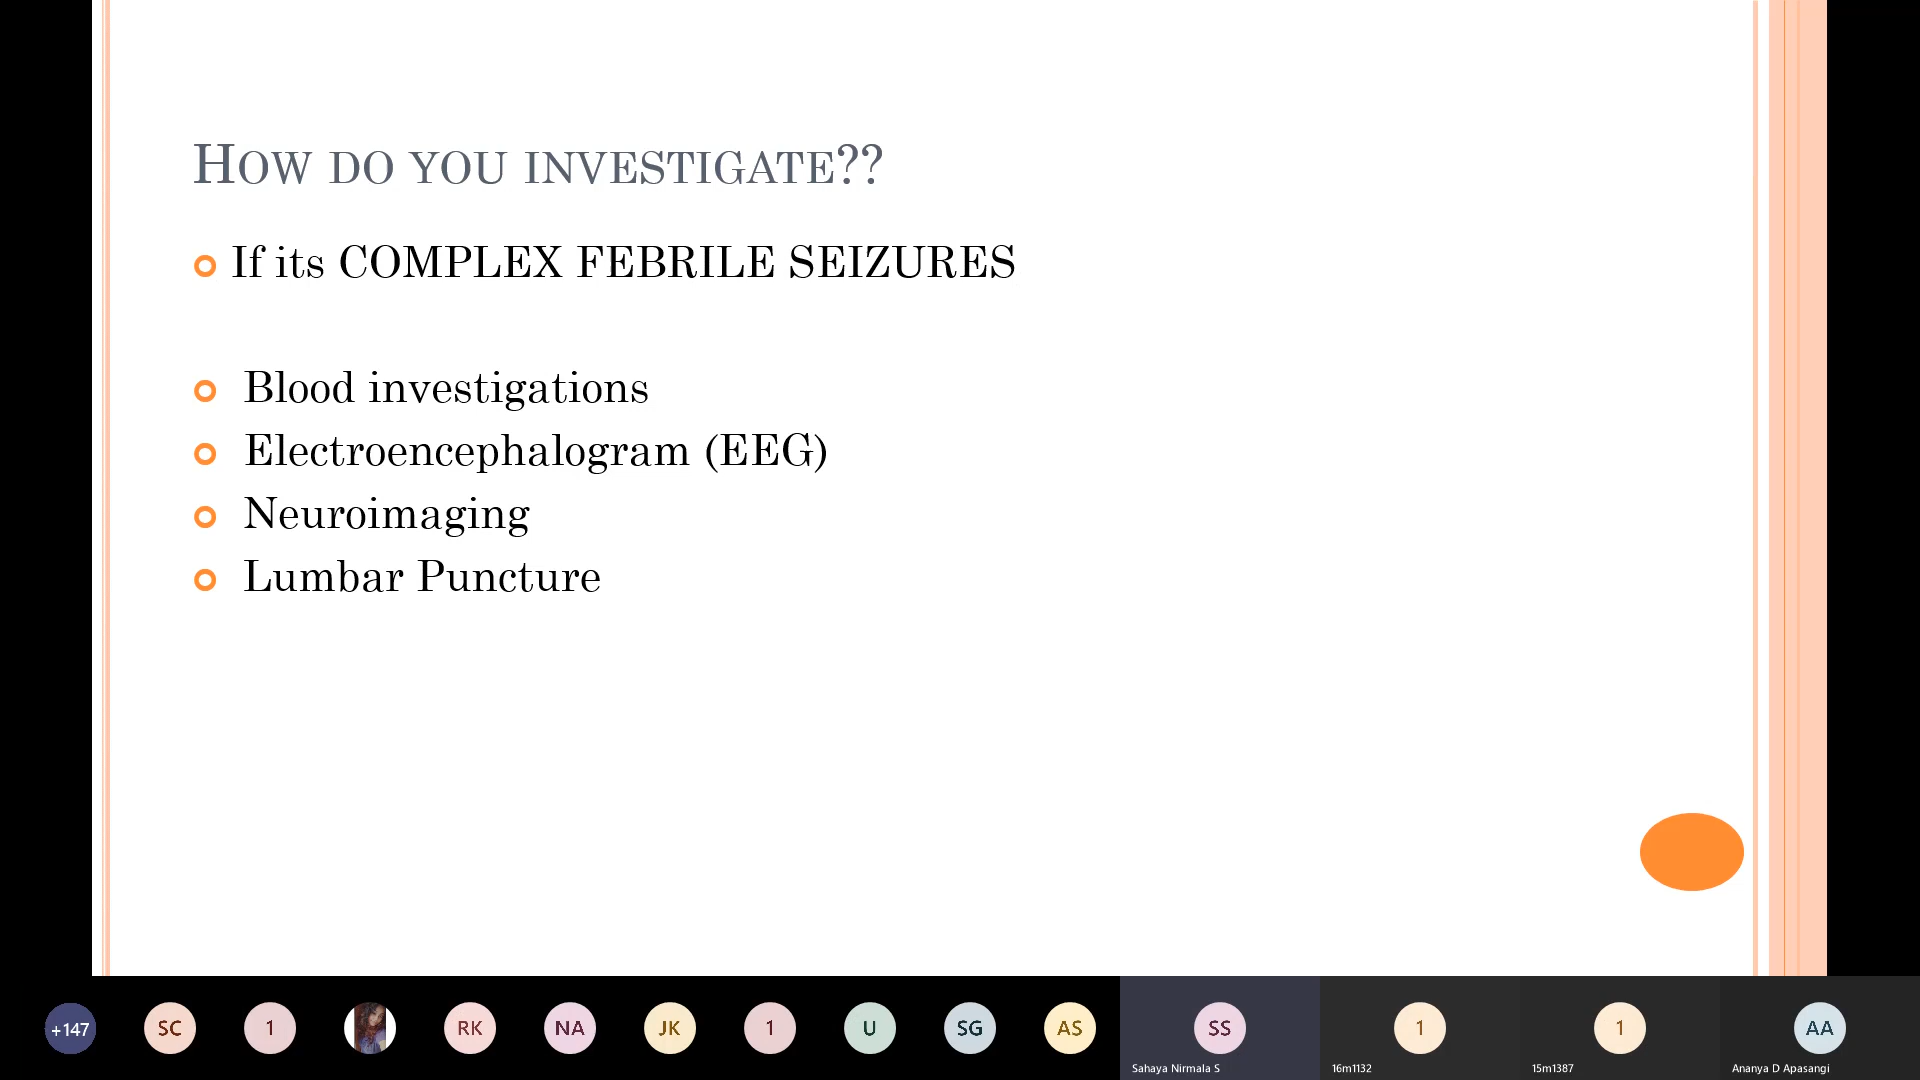 HOW DO YOU INVESTIGATE??
If its COMPLEX FEBRILE SEIZURES
Blood investigations
Electroencephalogram (EEG)
Neuroimaging
Lumbar Puncture
+147
SC
1
RK
NA
JK
1
U
SG
AS
SS
1
1
AA
Sahaya Nirmala S
16m1132
15m1387
Ananya D Apasangi